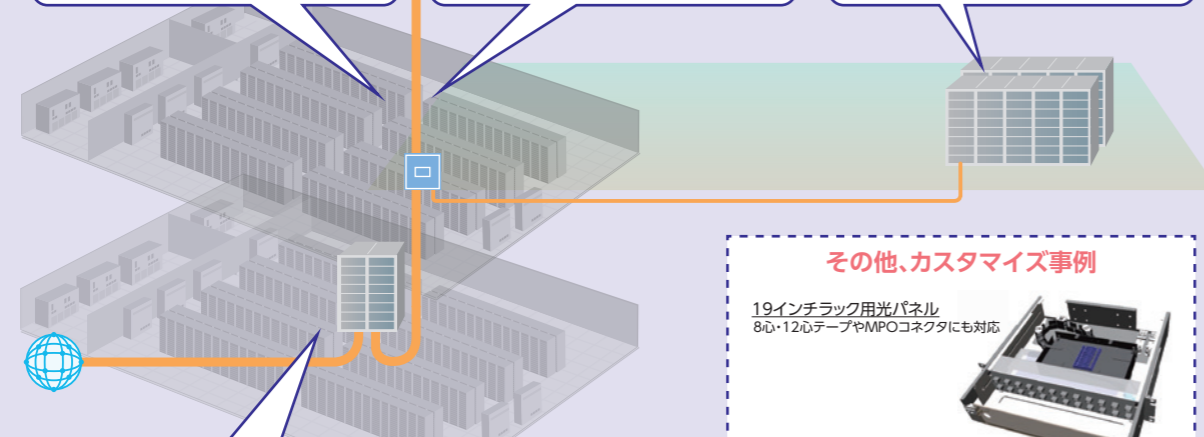 その他、カスタマイズ事例
19インチラック用光パネル
8心・12心テープやMPOコネクタにも対応